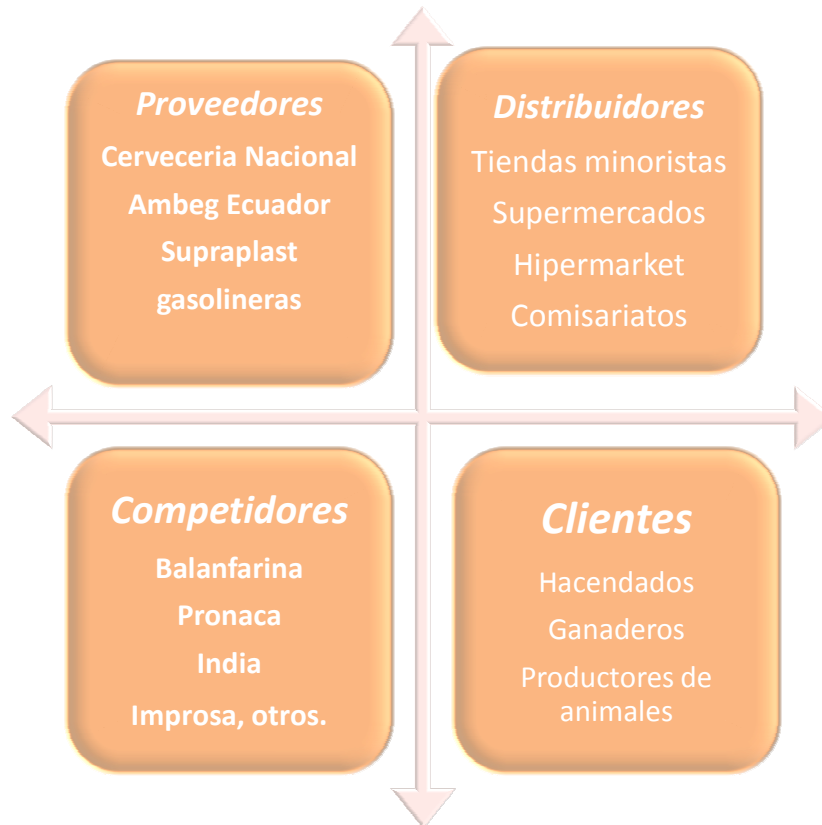 Proveedores
Cerveceria Nacional
Ambeg Ecuador
Supraplast
gasolineras
Distribuidores
Tiendas minoristas
Supermercados
Hipermarket
Comisariatos
Competidores
Balanfarina
Pronaca
India
Improsa, otros.
Clientes
Hacendados
Ganaderos
Productores de
animales